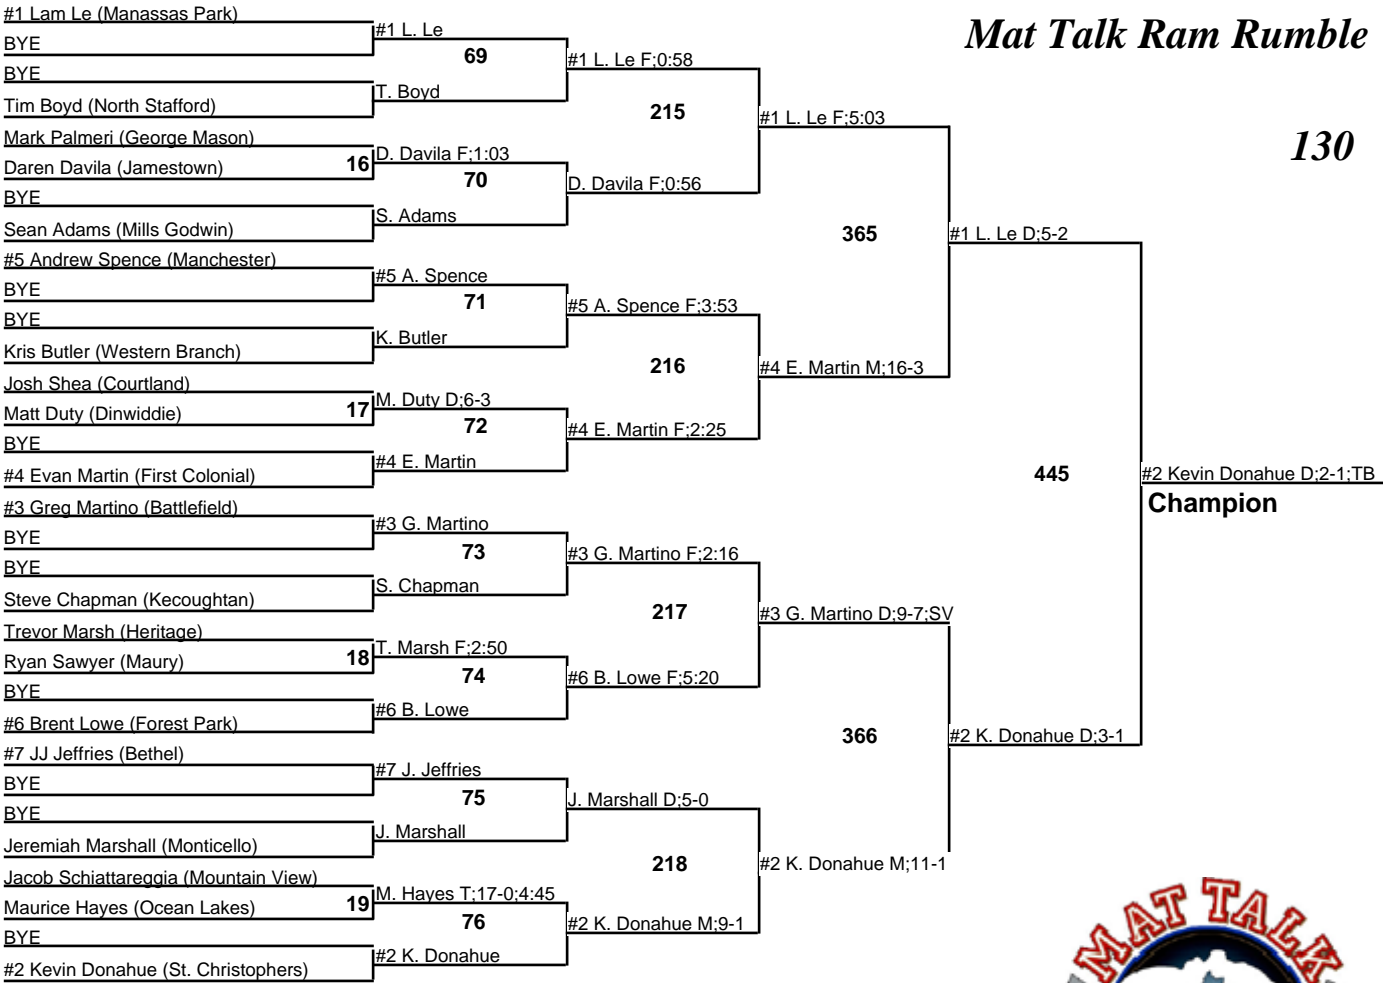 Mat Talk Ram Rumble
130
#1 Lam Le (Manassas Park)
BYE
BYE
Tim Boyd (North Stafford)
Mark Palmeri (George Mason)
Daren Davila (Jamestown)
BYE
Sean Adams (Mills Godwin)
#5 Andrew Spence (Manchester)
BYE
BYE
Kris Butler (Western Branch)
Josh Shea (Courtland)
Matt Duty (Dinwiddie)
BYE
#4 Evan Martin (First Colonial)
#3 Greg Martino (Battlefield)
BYE
BYE
Steve Chapman (Kecoughtan)
Trevor Marsh (Heritage)
Ryan Sawyer (Maury)
BYE
#6 Brent Lowe (Forest Park)
#7 JJ Jeffries (Bethel)
BYE
BYE
Jeremiah Marshall (Monticello)
Jacob Schiattareggia (Mountain View)
Maurice Hayes (Ocean Lakes)
BYE
#2 Kevin Donahue (St. Christophers)
16
17
18
19
#1 L. Le
69
T. Boyd
D. Davila F;1:03
70
S. Adams
#5 A. Spence
71
K. Butler
M. Duty D;6-3
72
#4 E. Martin
#3 G. Martino
73
S. Chapman
T. Marsh F;2:50
74
#6 B. Lowe
#7 J. Jeffries
75
J. Marshall
M. Hayes T;17-0;4:45
76
#2 K. Donahue
#1 L. Le F;0:58
215
D. Davila F;0:56
#5 A. Spence F;3:53
216
#4 E. Martin F;2:25
#3 G. Martino F;2:16
217
#6 B. Lowe F;5:20
J. Marshall D;5-0
218
#2 K. Donahue M;9-1
#1 L. Le F;5:03
365
#4 E. Martin M;16-3
#3 G. Martino D;9-7;SV
366
#2 K. Donahue M;11-1
#1 L. Le D;5-2
445
#2 K. Donahue D;3-1
#2 Kevin Donahue D;2-1;TB
Champion
MAT TALK